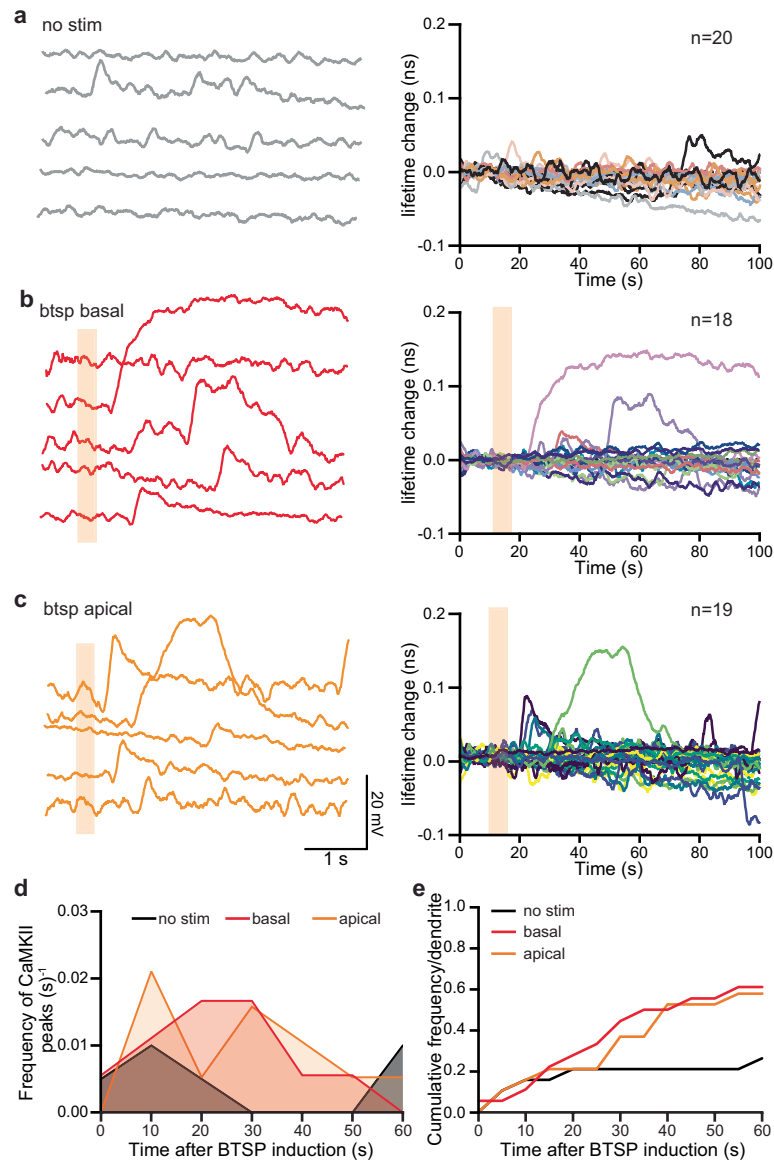 a
no stim
n=20
0.2
0.1
0.0
-0.1
lifetime change (ns)
0 20 40 60 80 100
Time (s)
b
btsp basal
n=18
0.2
0.1
0.0
-0.1
lifetime change (ns)
0 20 40 60 80 100
Time (s)
c
btsp apical
20 mV
1 s
n=19
0.2
0.1
0.0
-0.1
lifetime change (ns)
0 20 40 60 80 100
Time (s)
d
no stim basal apical
0.03
0.02
0.01
0.00
Frequency of CaMKII
peaks (s)⁻¹
0 10 20 30 40 50 60
Time after BTSP induction (s)
e
no stim
basal
apical
1.0
0.8
0.6
0.4
0.2
0.0
Cumulative frequency/dendrite
0 10 20 30 40 50 60
Time after BTSP induction (s)